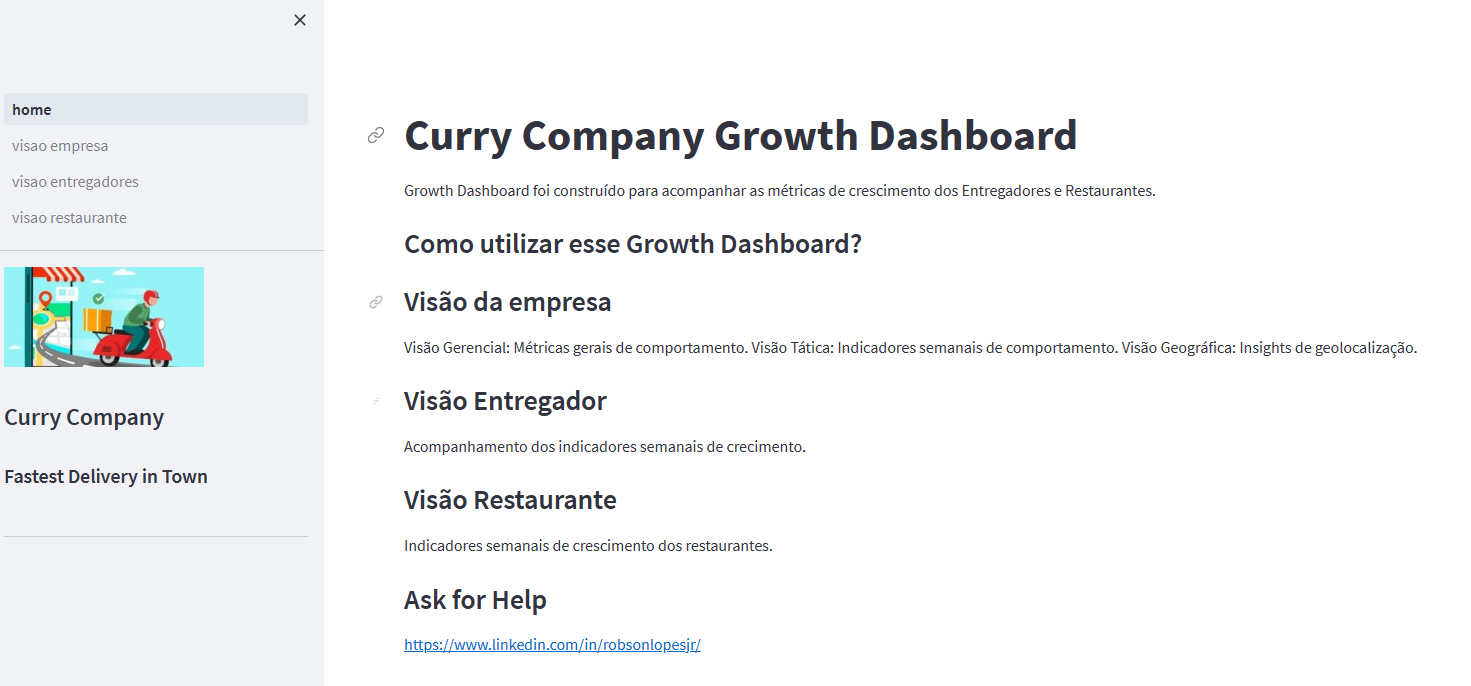 home
visao empresa
visao entregadores
visao restaurante
Curry Company
Fastest Delivery in Town
Curry Company Growth Dashboard
Growth Dashboard foi construído para acompanhar as métricas de crescimento dos Entregadores e Restaurantes.
Como utilizar esse Growth Dashboard?
Visão da empresa
Visão Gerencial: Métricas gerais de comportamento. Visão Tática: Indicadores semanais de comportamento. Visão Geográfica: Insights de geolocalização.
Visão Entregador
Acompanhamento dos indicadores semanais de crecimento.
Visão Restaurante
Indicadores semanais de crescimento dos restaurantes.
Ask for Help
https://www.linkedin.com/in/robsonlopesjr/